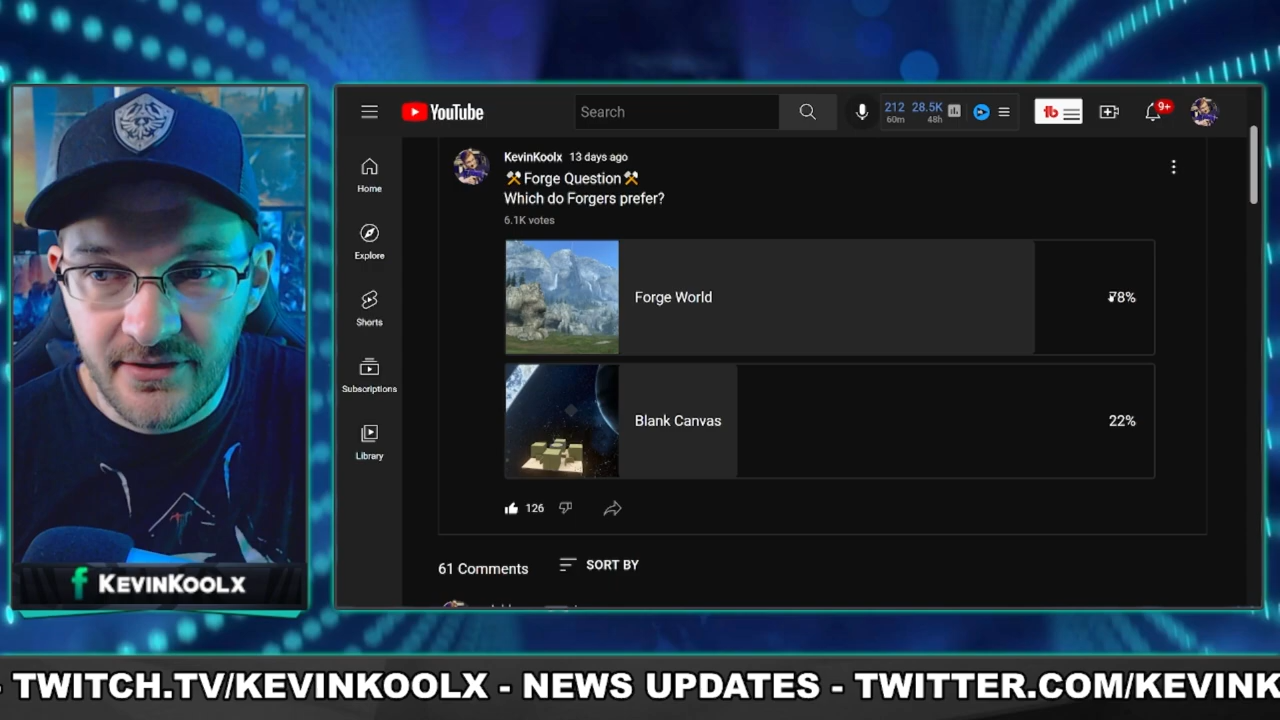 YouTube
Search
212 28.5K
60m 48h
9+
Home
Explore
Shorts
Subscriptions
Library
KevinKoolx 13 days ago
⚒Forge Question⚒
Which do Forgers prefer?
6.1K votes
Forge World
78%
Blank Canvas
22%
126
61 Comments
SORT BY
f KEVINKOOLX
- TWITCH.TV/KEVINKOOLX - NEWS UPDATES - TWITTER.COM/KEVINK